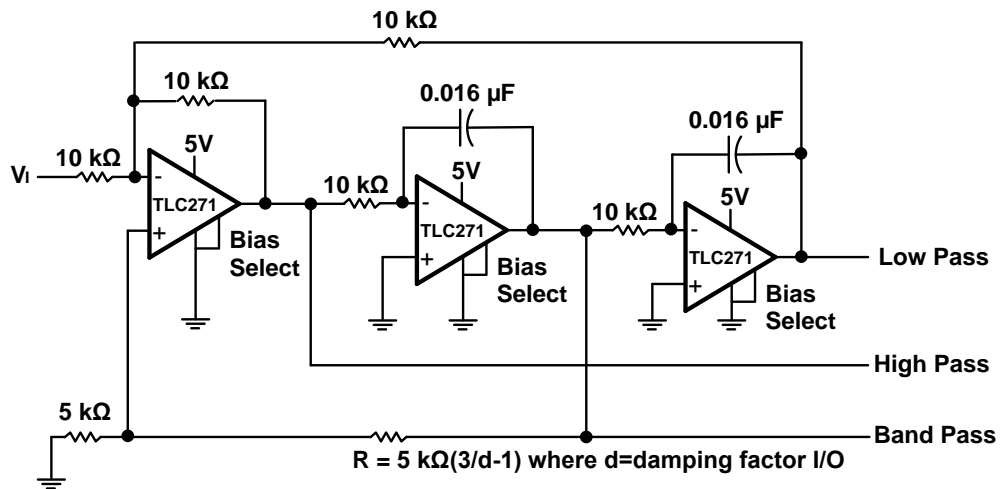 10 kΩ
10 kΩ
0.016 µF
0.016 µF
5V
5V
5V
VI
10 kΩ
10 kΩ
10 kΩ
-
-
-
TLC271
TLC271
TLC271
+
+
+
Bias
Select
Bias
Select
Bias
Select
Low Pass
High Pass
5 kΩ
Band Pass
R = 5 kΩ(3/d-1) where d=damping factor I/O